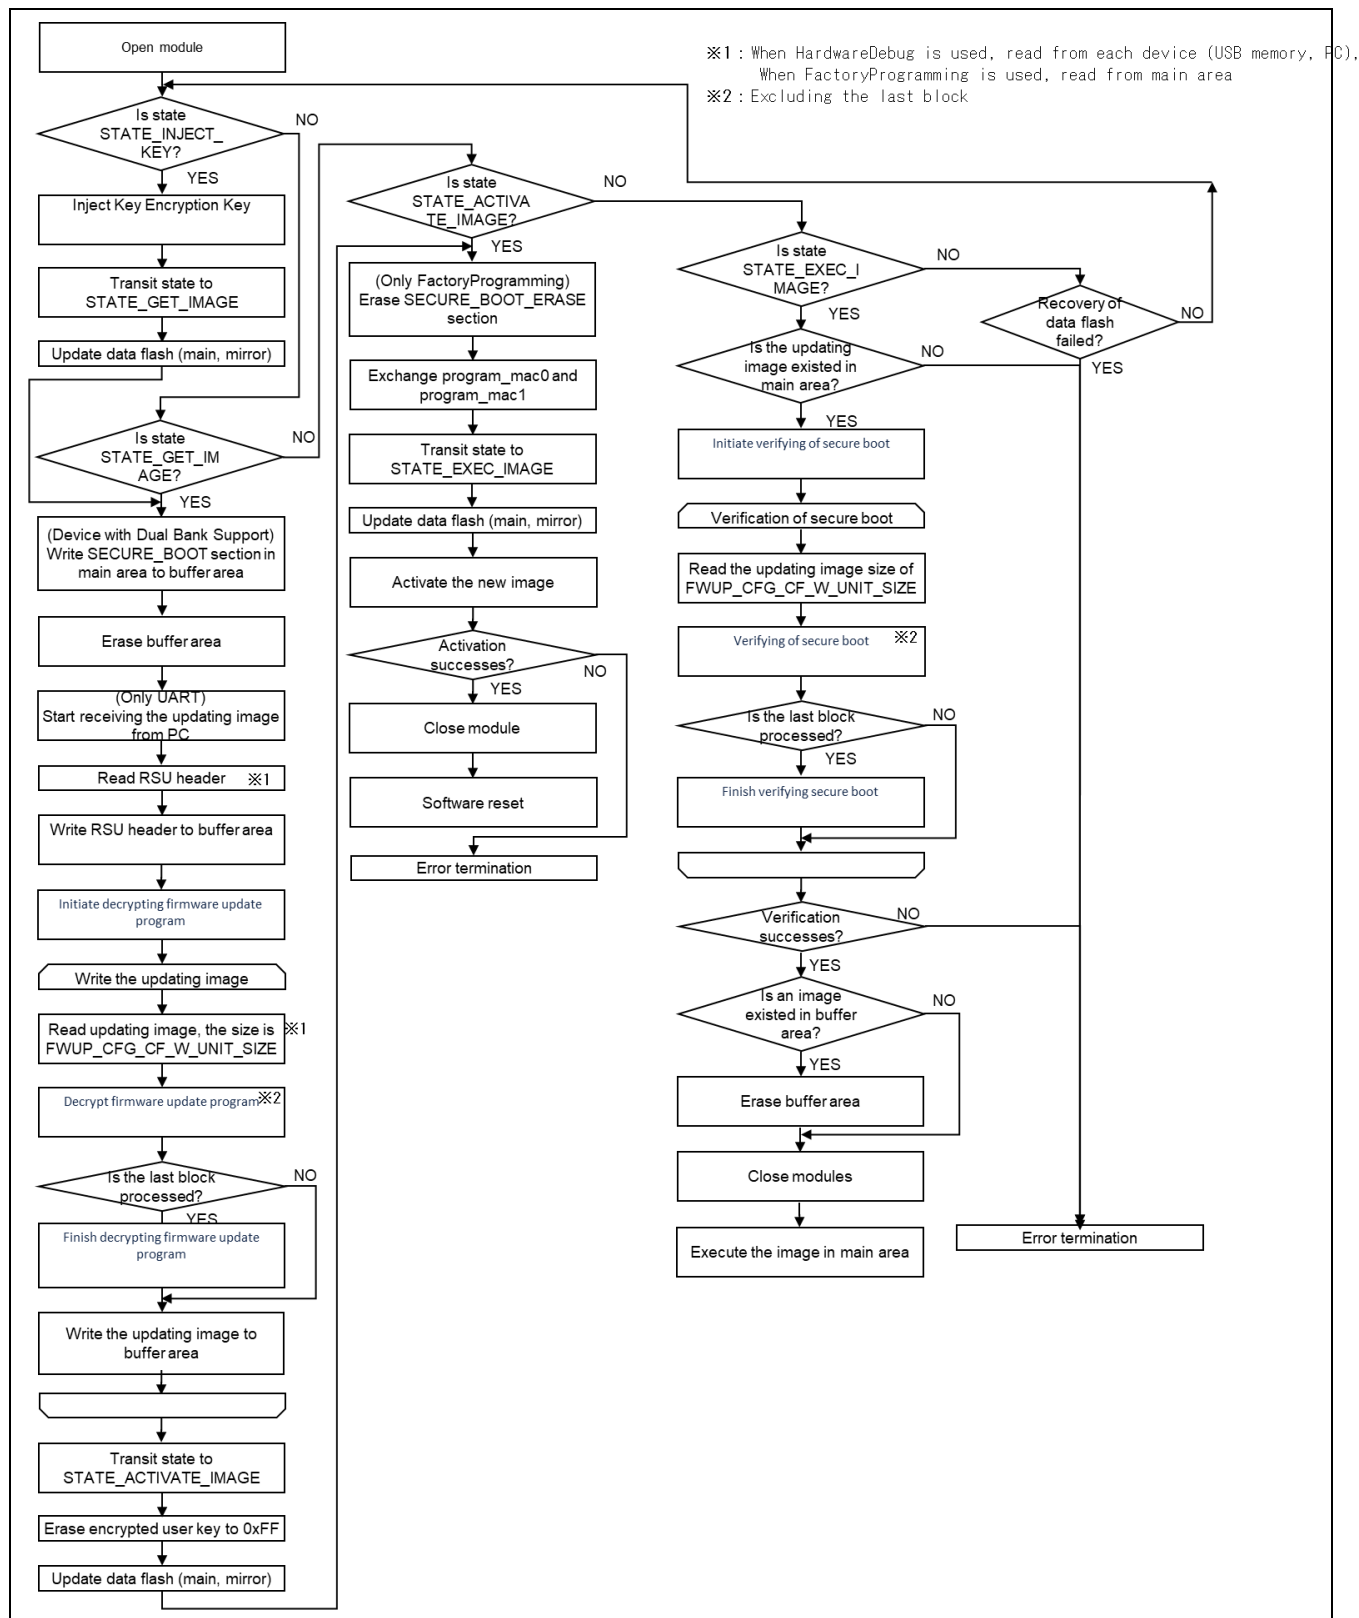 Open module
※1：When HardwareDebug is used, read from each device (USB memory, PC),
When FactoryProgramming is used, read from main area
※2：Excluding the last block
Is state
STATE_INJECT_
KEY?
NO
YES
Inject Key Encryption Key
Transit state to
STATE_GET_IMAGE
Update data flash (main, mirror)
Is state
STATE_GET_IM
AGE?
NO
YES
(Device with Dual Bank Support)
Write SECURE_BOOT section in
main area to buffer area
Erase buffer area
(Only UART)
Start receiving the updating image
from PC
Read RSU header ※1
Write RSU header to buffer area
Initiate decrypting firmware update
program
Write the updating image
Read updating image, the size is ※1
FWUP_CFG_CF_W_UNIT_SIZE
Decrypt firmware update program ※2
Is the last block
processed?
NO
YES
Finish decrypting firmware update
program
Write the updating image to
buffer area
Transit state to
STATE_ACTIVATE_IMAGE
Erase encrypted user key to 0xFF
Update data flash (main, mirror)
Is state
STATE_ACTIVA
TE_IMAGE?
NO
YES
(Only FactoryProgramming)
Erase SECURE_BOOT_ERASE
section
Exchange program_mac0 and
program_mac1
Transit state to
STATE_EXEC_IMAGE
Update data flash (main, mirror)
Activate the new image
Activation
successes?
NO
YES
Close module
Software reset
Error termination
Is state
STATE_EXEC_I
MAGE?
NO
YES
Recovery of
data flash
failed?
NO
YES
Is the updating
image existed in
main area?
NO
YES
Initiate verifying of secure boot
Verification of secure boot
Read the updating image size of
FWUP_CFG_CF_W_UNIT_SIZE
Verifying of secure boot ※2
Is the last block
processed?
NO
YES
Finish verifying secure boot
Verification
successes?
NO
YES
Is an image
existed in buffer
area?
NO
YES
Erase buffer area
Close modules
Execute the image in main area
Error termination